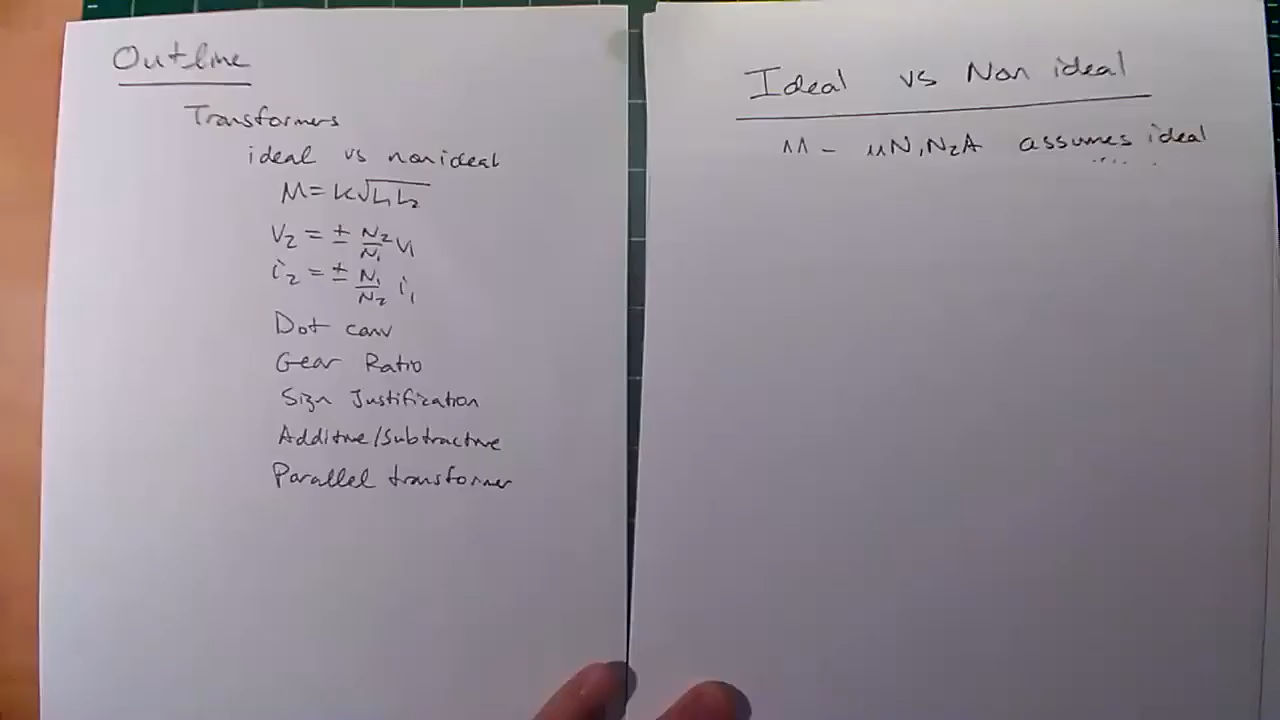 Outline
Transformers
ideal vs nonideal
M = k√L1L2
V2 = ± N2/N1 V1
i2 = ± N1/N2 i1
Dot conv
Gear Ratio
Sign Justification
Additive/Subtractive
Parallel transformer
Ideal vs Non ideal
M - μN1N2A assumes ideal